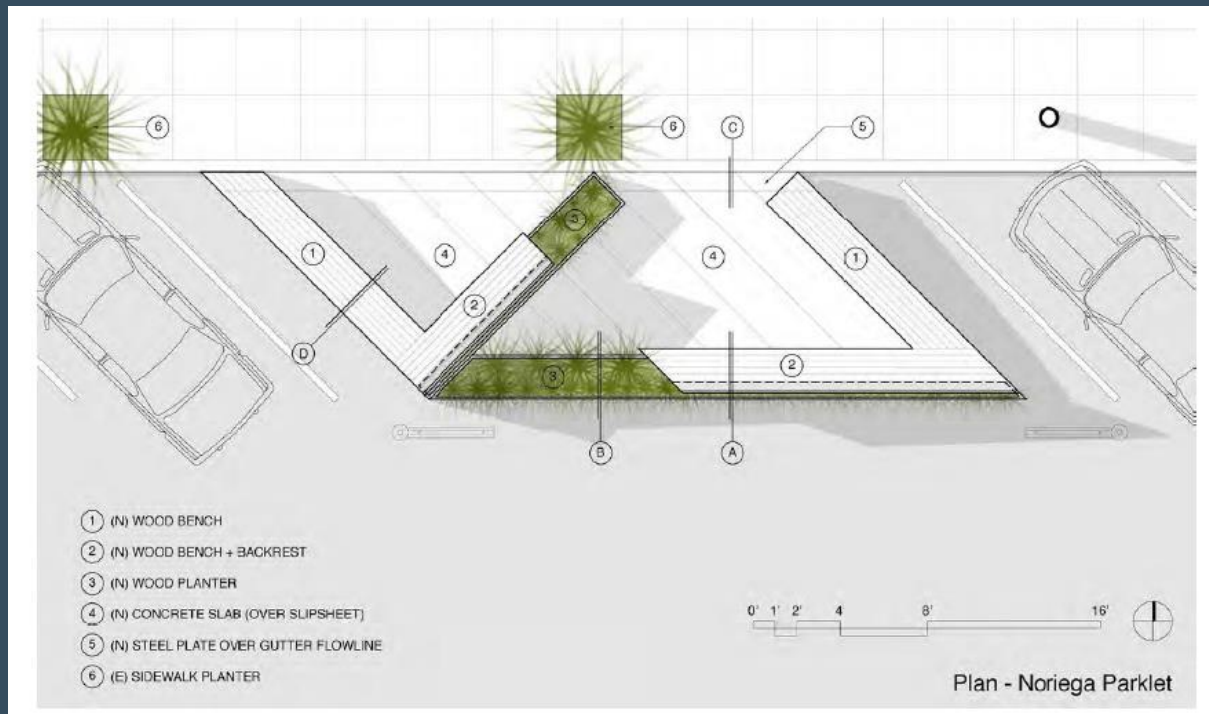 6
6
C
5
3
1
4
4
1
2
D
2
3
B
A
1 (N) WOOD BENCH
2 (N) WOOD BENCH + BACKREST
3 (N) WOOD PLANTER
4 (N) CONCRETE SLAB (OVER SLIPSHEET)
5 (N) STEEL PLATE OVER GUTTER FLOWLINE
6 (E) SIDEWALK PLANTER
0' 1' 2' 4 8' 16'
Plan - Noriega Parklet